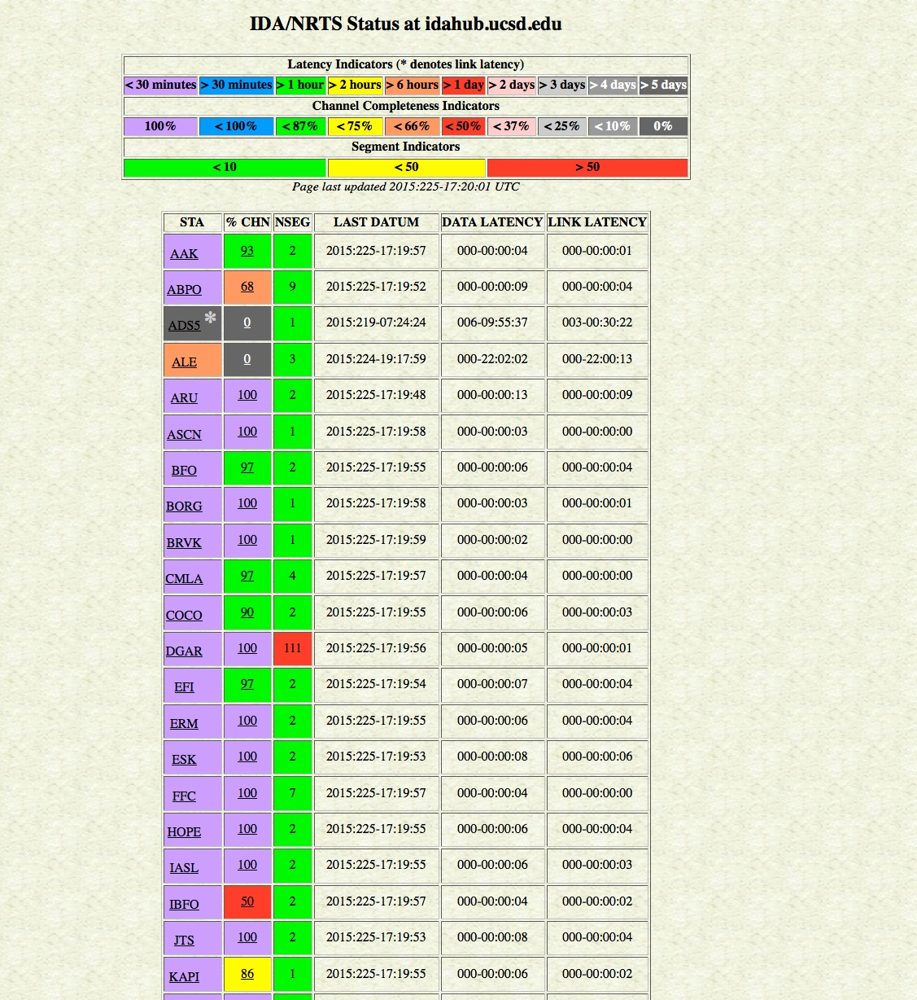 IDA/NRTS Status at idahub.ucsd.edu
Latency Indicators (* denotes link latency)
< 30 minutes > 30 minutes > 1 hour > 2 hours > 6 hours > 1 day > 2 days > 3 days > 4 days > 5 days
Channel Completeness Indicators
100% < 100% < 87% < 75% < 66% < 50% < 37% < 25% < 10% 0%
Segment Indicators
< 10 < 50 > 50
Page last updated 2015:225-17:20:01 UTC
STA % CHN NSEG LAST DATUM DATA LATENCY LINK LATENCY
AAK 93 2 2015:225-17:19:57 000-00:00:04 000-00:00:01
ABPO 68 9 2015:225-17:19:52 000-00:00:09 000-00:00:04
ADS5 * 0 1 2015:219-07:24:24 006-09:55:37 003-00:30:22
ALE 0 3 2015:224-19:17:59 000-22:02:02 000-22:00:13
ARU 100 2 2015:225-17:19:48 000-00:00:13 000-00:00:09
ASCN 100 1 2015:225-17:19:58 000-00:00:03 000-00:00:00
BFO 97 2 2015:225-17:19:55 000-00:00:06 000-00:00:04
BORG 100 1 2015:225-17:19:58 000-00:00:03 000-00:00:01
BRVK 100 1 2015:225-17:19:59 000-00:00:02 000-00:00:00
CMLA 97 4 2015:225-17:19:57 000-00:00:04 000-00:00:00
COCO 90 2 2015:225-17:19:55 000-00:00:06 000-00:00:03
DGAR 100 111 2015:225-17:19:56 000-00:00:05 000-00:00:01
EFI 97 2 2015:225-17:19:54 000-00:00:07 000-00:00:04
ERM 100 2 2015:225-17:19:55 000-00:00:06 000-00:00:04
ESK 100 2 2015:225-17:19:53 000-00:00:08 000-00:00:06
FFC 100 7 2015:225-17:19:57 000-00:00:04 000-00:00:00
HOPE 100 2 2015:225-17:19:55 000-00:00:06 000-00:00:04
IASL 100 2 2015:225-17:19:55 000-00:00:06 000-00:00:03
IBFO 50 2 2015:225-17:19:57 000-00:00:04 000-00:00:02
JTS 100 2 2015:225-17:19:53 000-00:00:08 000-00:00:04
KAPI 86 1 2015:225-17:19:55 000-00:00:06 000-00:00:02